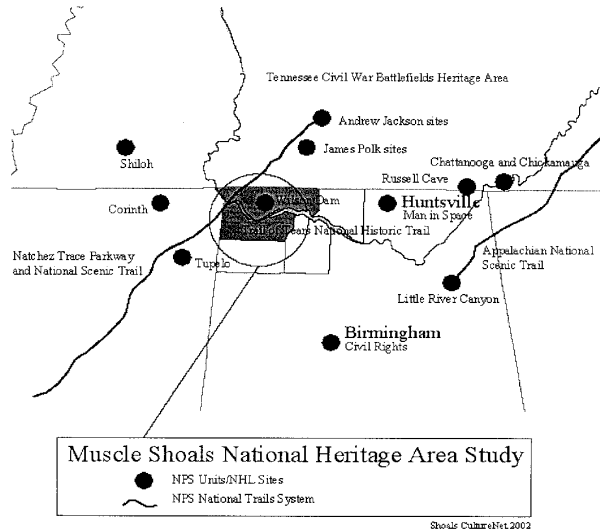 Tennessee Civil War Battlefields Heritage Area
Andrew Jackson sites
James Polk sites
Shiloh
Chattanooga and Chickamauga
Russell Cave
Corinth
Wilson Dam
Huntsville
Man in Space
Trail of Tears National Historic Trail
Natchez Trace Parkway
and National Scenic Trail
Tupelo
Appalachian National
Scenic Trail
Little River Canyon
Birmingham
Civil Rights
Muscle Shoals National Heritage Area Study
NPS Units/NHL Sites
NPS National Trails System
Shoals CultureNet 2002